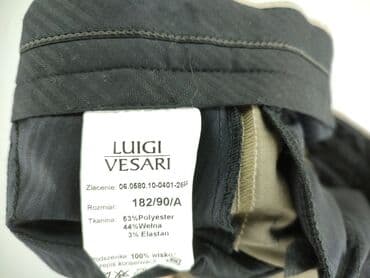 LUIGI
VESARI
Zlecenie: 06.0580.10-0401-26
Rozmiar: 182/90/A
Tkanina: 53%Polyester
44%Wełna
3% Elastan
100%